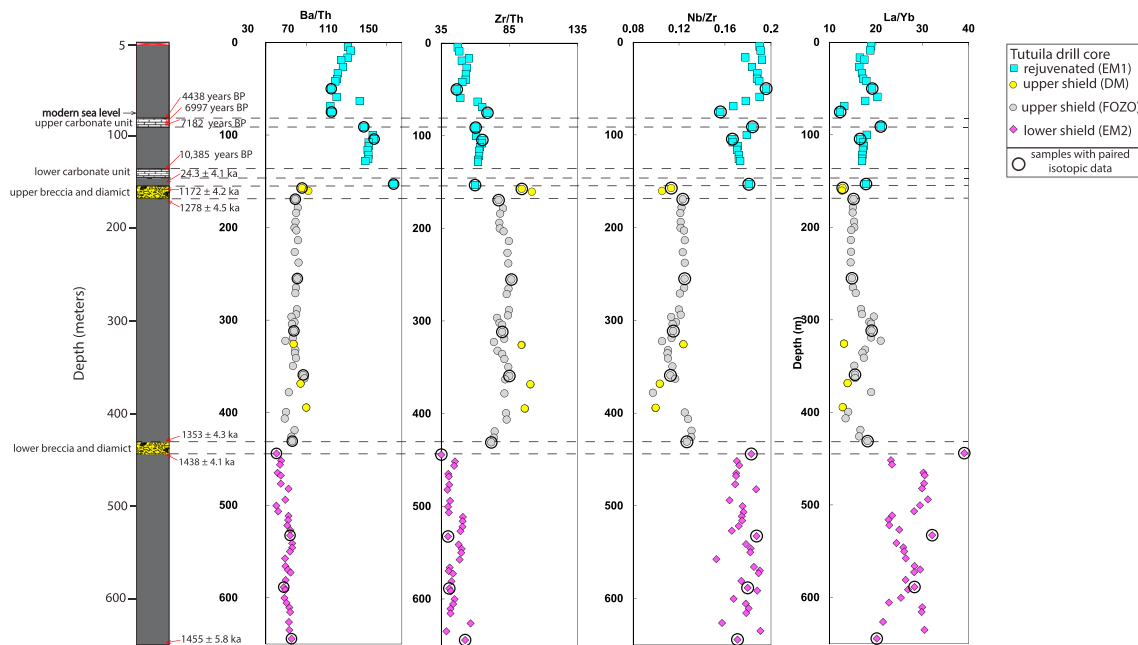 Ba/Th
Zr/Th
Nb/Zr
La/Yb
70 110 150
35 85 135
0.08 0.12 0.16 0.2
10 20 30 40
5
100
200
300
400
500
600
Depth (meters)
4438 years BP
modern sea level
6997 years BP
upper carbonate unit
7182 years BP
10,385 years BP
lower carbonate unit
24.3 ± 4.1 ka
upper breccia and diamict
1172 ± 4.2 ka
1278 ± 4.5 ka
1353 ± 4.3 ka
lower breccia and diamict
1438 ± 4.1 ka
1455 ± 5.8 ka
0
100
200
300
400
500
600
0
100
200
300
400
500
600
0
100
200
300
400
500
600
0
100
200
300
400
500
600
Depth (m)
Tutuila drill core
rejuvenated (EM1)
upper shield (DM)
upper shield (FOZO)
lower shield (EM2)
samples with paired
isotopic data